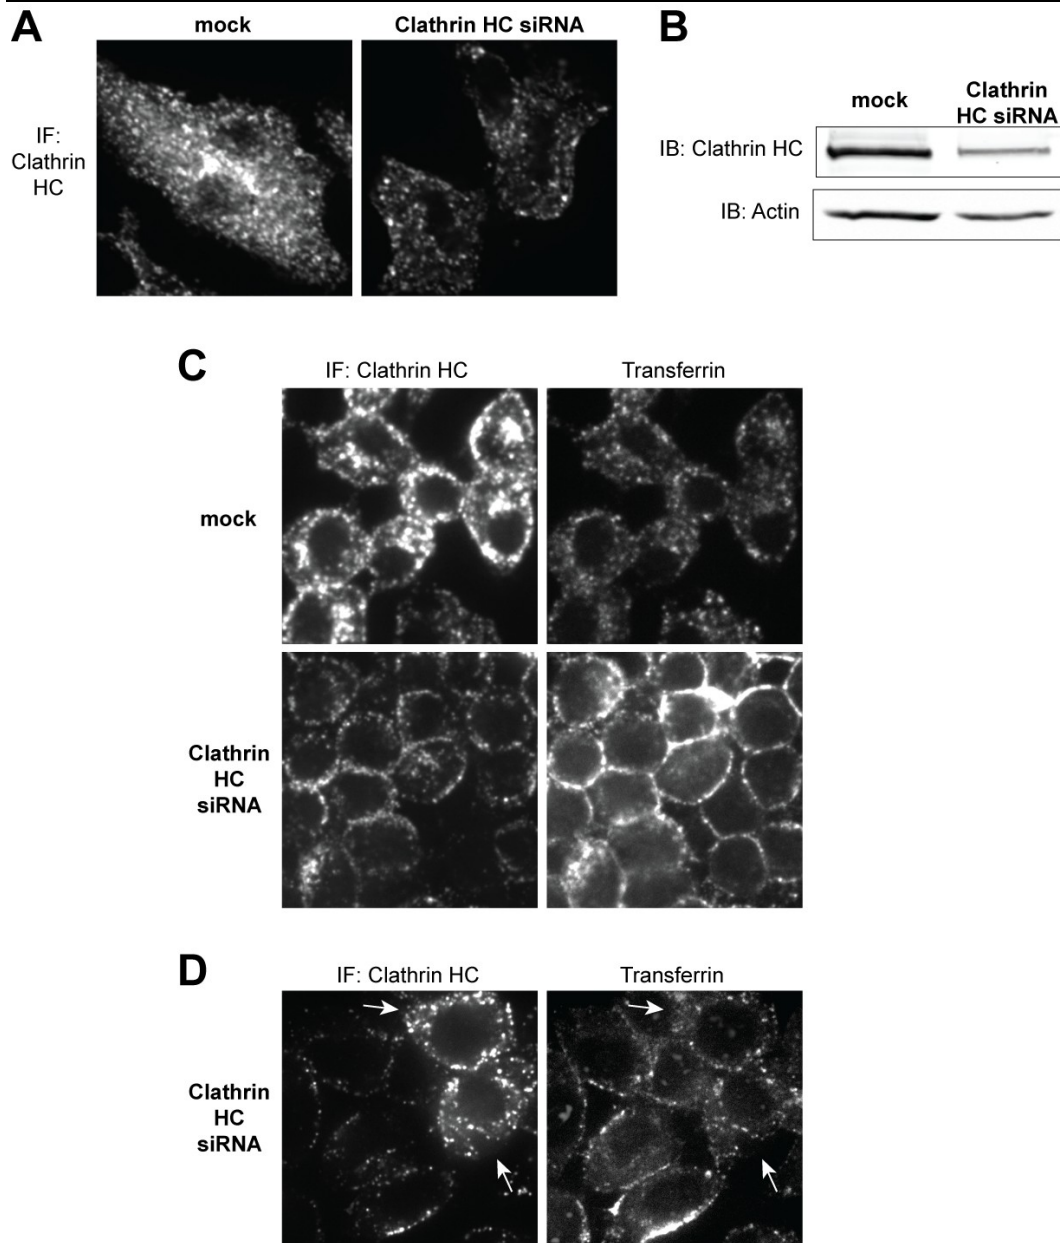 A
mock
Clathrin HC siRNA
IF:
Clathrin
HC
B
mock
Clathrin
HC siRNA
IB: Clathrin HC
IB: Actin
C
IF: Clathrin HC
Transferrin
mock
Clathrin
HC
siRNA
D
IF: Clathrin HC
Transferrin
Clathrin
HC
siRNA